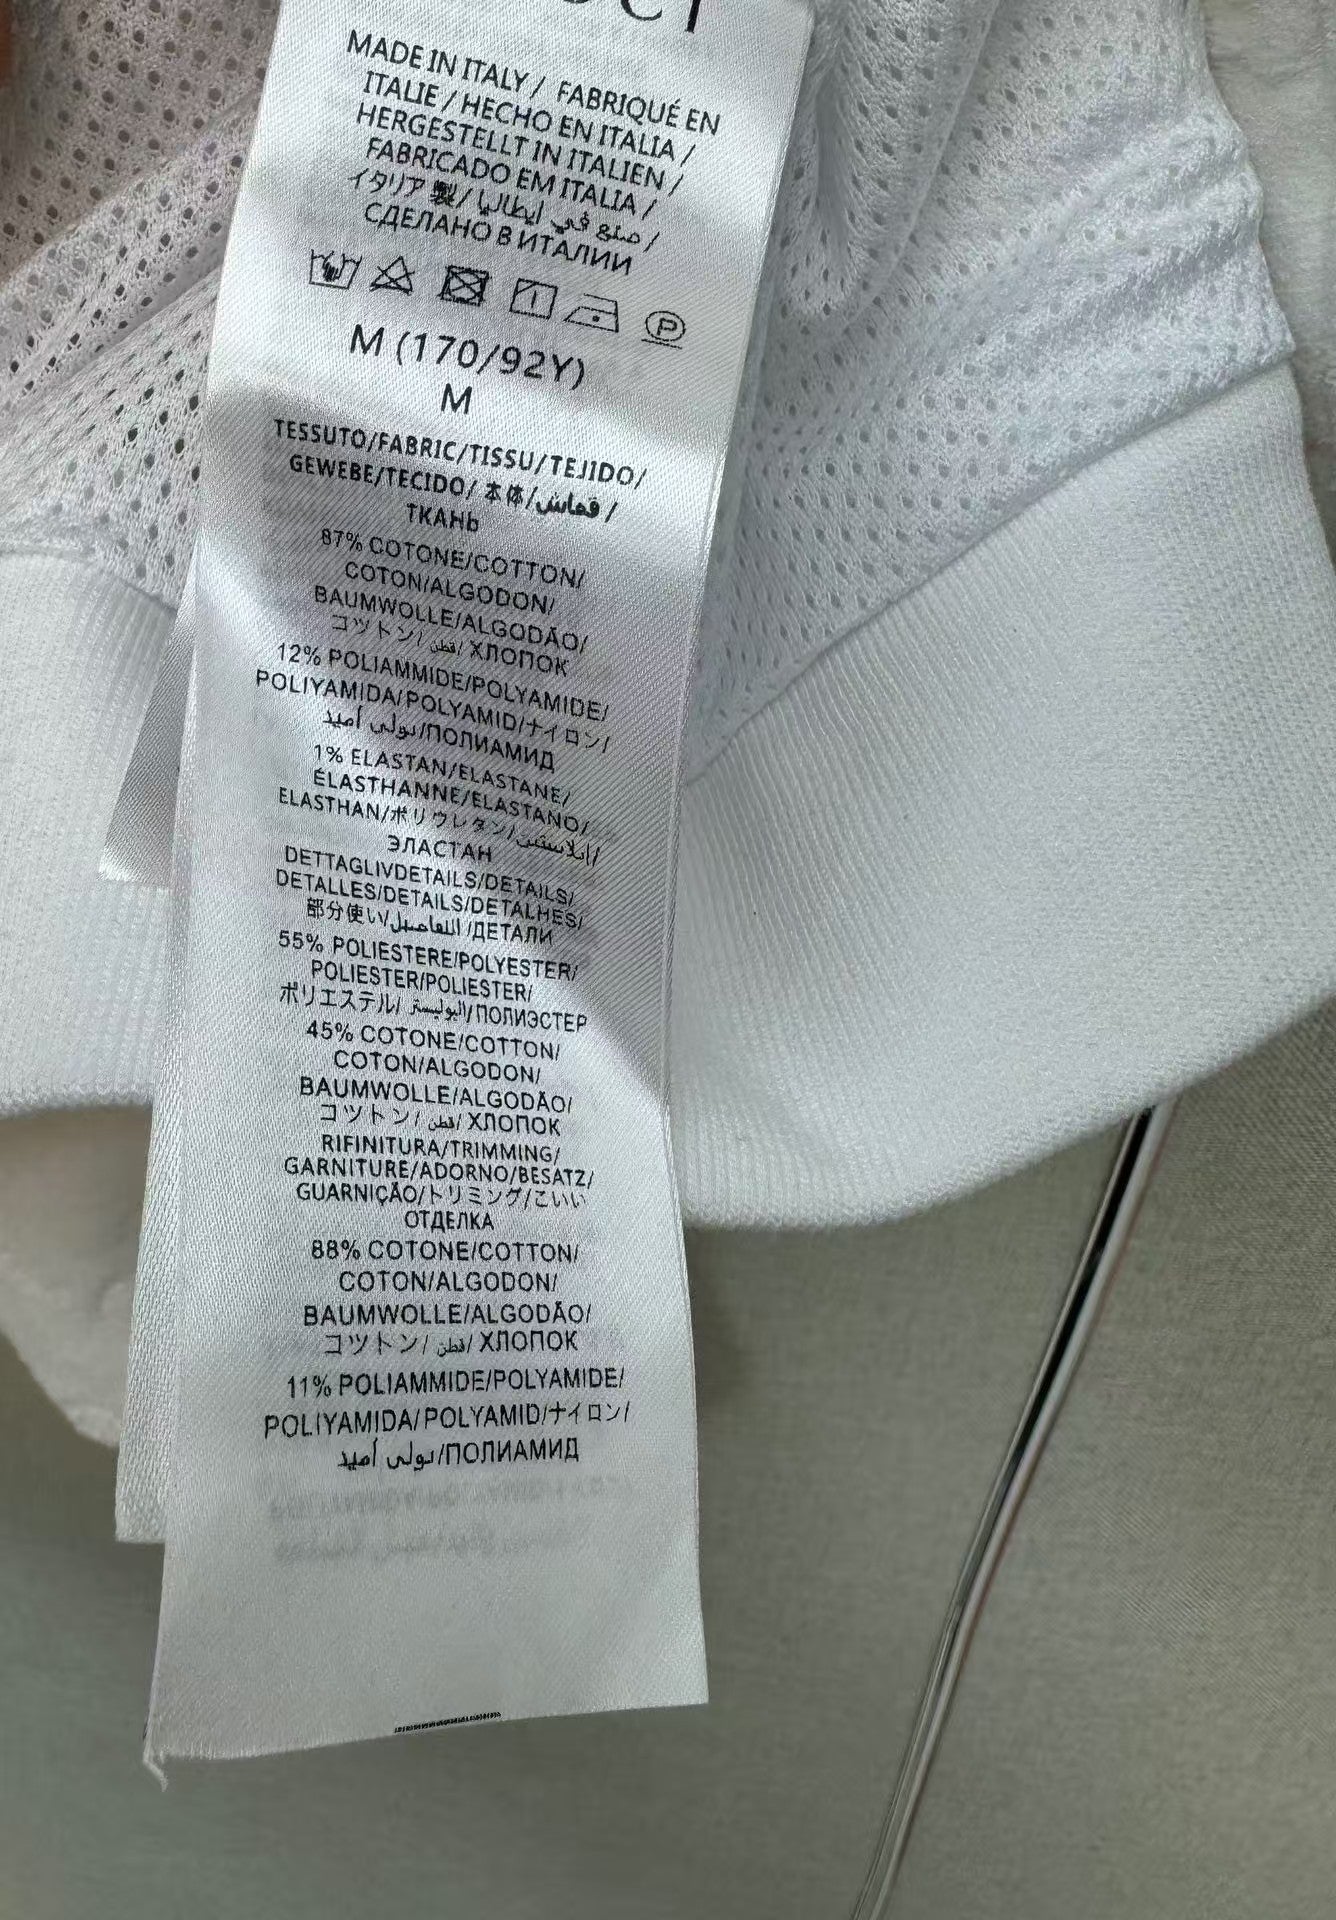 MADE IN ITALY / FABRIQUÉ EN
ITALIE / HECHO EN ITALIA /
HERGESTELLT IN ITALIEN /
FABRICADO EM ITALIA /
イタリア 製/ صنع في ايطاليا /
СДЕЛАНО В ИТАЛИИ
P
M (170/92Y)
M
TESSUTO/FABRIC/TISSU/TEJIDO/
GEWEBE/TECIDO/ 本体/قماش /
ТКАНЬ
87% COTONE/COTTON/
COTON/ALGODON/
BAUMWOLLE/ALGODÃO/
コットン/قطن/ ХЛОПОК
12% POLIAMMIDE/POLYAMIDE/
POLIYAMIDA/POLYAMID/ナイロン/
بولي أميد/ПОЛИАМИД
1% ELASTAN/ELASTANE/
ÉLASTHANNE/ELASTANO/
ELASTHAN/ポリウレタン/إيلاستين/
ЭЛАСТАН
DETTAGLIVDETAILS/DETAILS/
DETALLES/DETAILS/DETALHES/
部分使い/التفاصيل /ДЕТАЛИ
55% POLIESTERE/POLYESTER/
POLIESTER/POLIESTER/
ポリエステル/البوليستر/ПОЛИЭСТЕР
45% COTONE/COTTON/
COTON/ALGODON/
BAUMWOLLE/ALGODÃO/
コットン/قطن/ ХЛОПОК
RIFINITURA/TRIMMING/
GARNITURE/ADORNO/BESATZ/
GUARNIÇÃO/トリミング/こいい
ОТДЕЛКА
88% COTONE/COTTON/
COTON/ALGODON/
BAUMWOLLE/ALGODÃO/
コットン/قطن/ ХЛОПОК
11% POLIAMMIDE/POLYAMIDE/
POLIYAMIDA/POLYAMID/ナイロン/
بولي أميد/ПОЛИАМИД